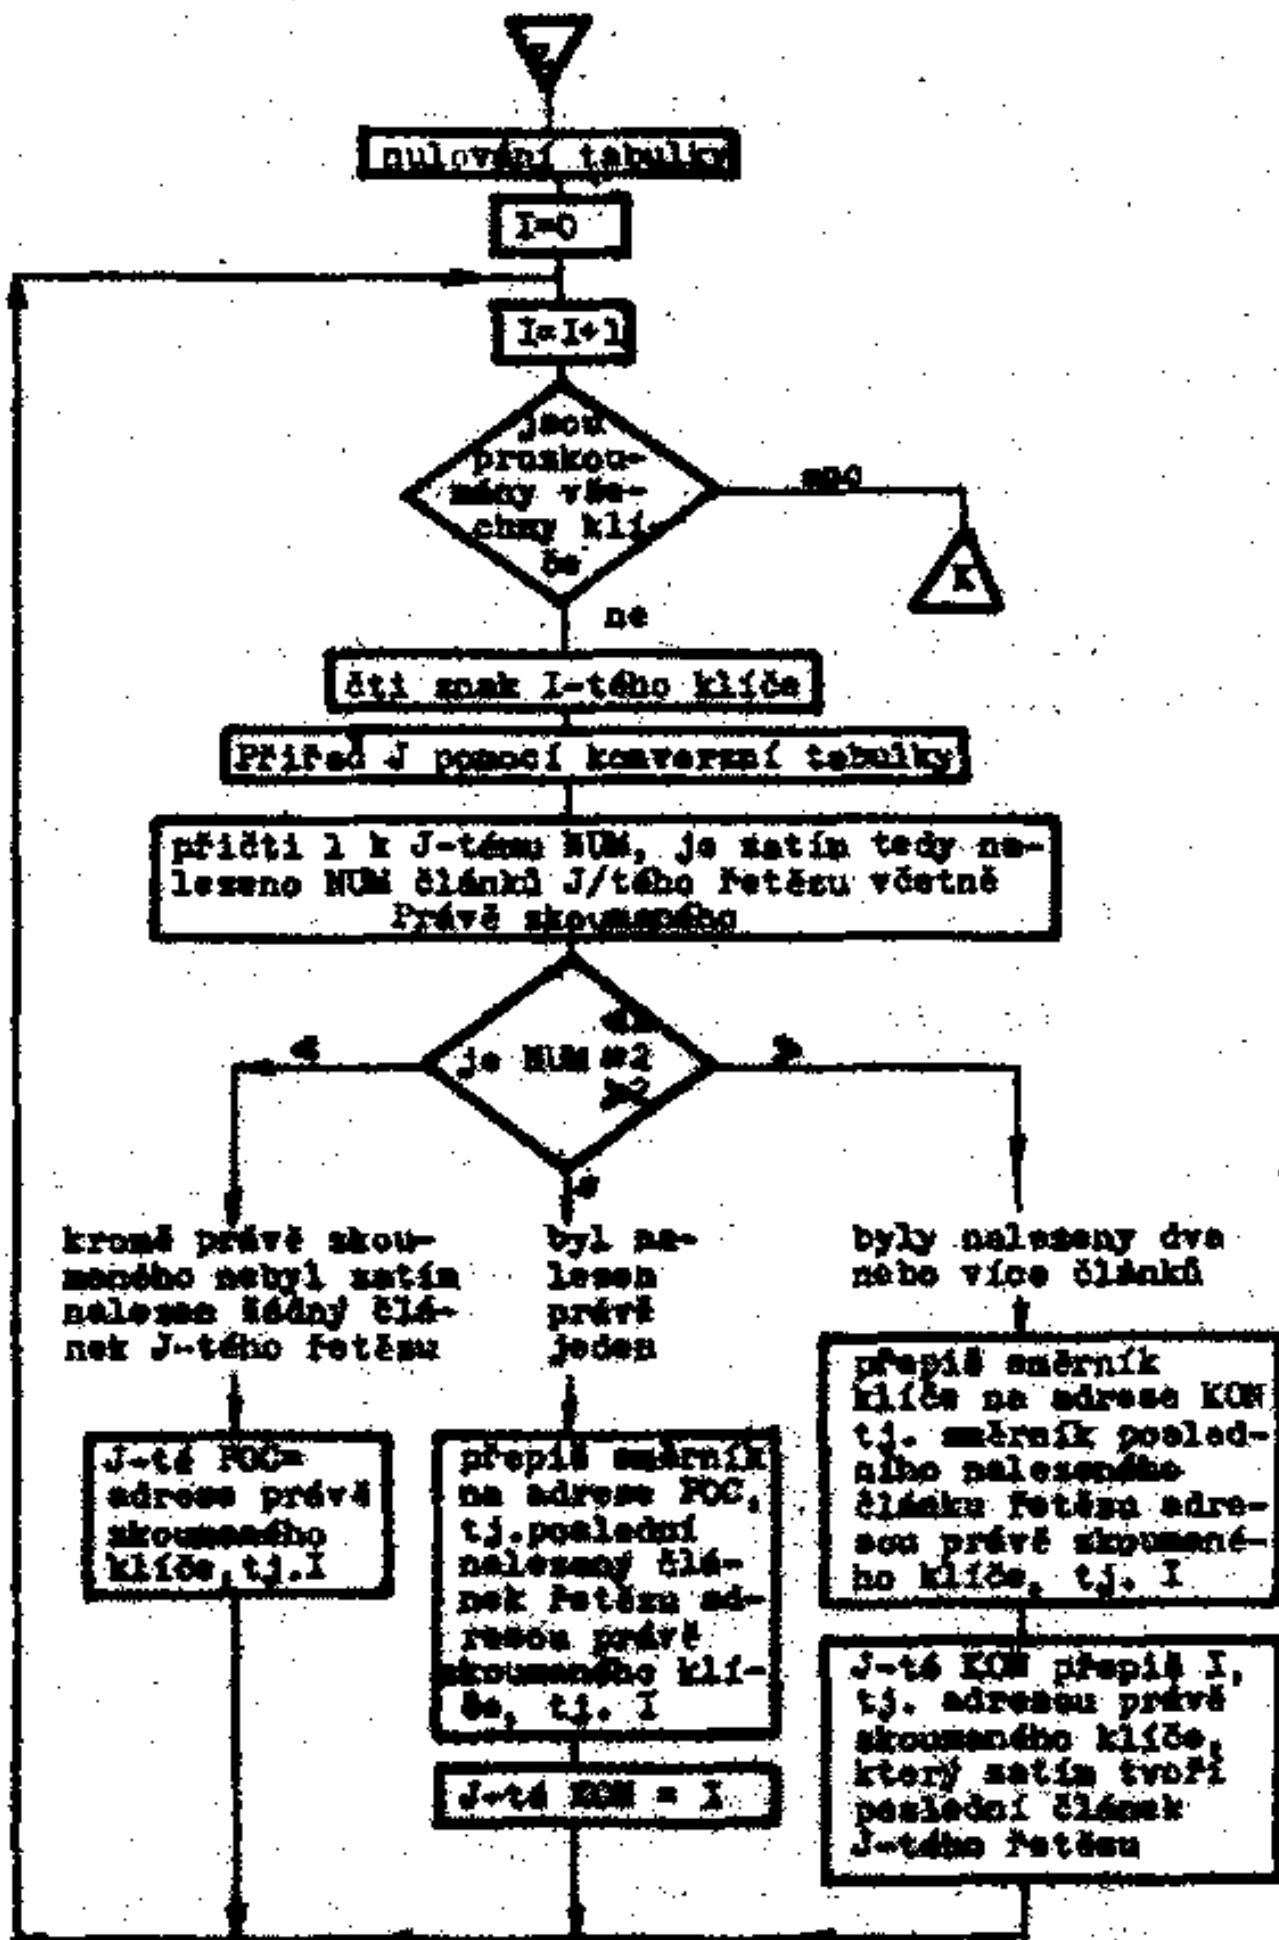 nulování tabulky
I=0
I=I+1
jsou
prozkou-
mány vše-
chny klí-
če
ano
K
ne
čti znak I-tého klíče
Přiřaď J pomocí konverzní tabulky
přičti 1 k J-tému NUM, je zatím tedy na-
lezeno NUM článků J/tého řetězu včetně
Právě zkoumaného
<
je NUM =2
>2
>
=
kromě právě zkou-
maného nebyl zatím
nalezen žádný člá-
nek J-tého řetězu
byl na-
lezen
právě
jeden
byly nalezeny dva
nebo více článků
J-tá POC=
adresa právě
zkoumaného
klíče, tj.I
přepiš směrník
na adrese POC,
tj.poslední
nalezený člá-
nek řetězu ad-
resou právě
zkoumaného klí-
če, tj. I
J-tá KON = I
přepiš směrník
klíče na adrese KON
tj. směrník posled-
ního nalezeného
článku řetězu adre-
sou právě zkoumané-
ho klíče, tj. I
J-tá KON přepiš I,
tj. adresou právě
zkoumaného klíče,
který zatím tvoří
poslední článek
J-tého řetězu